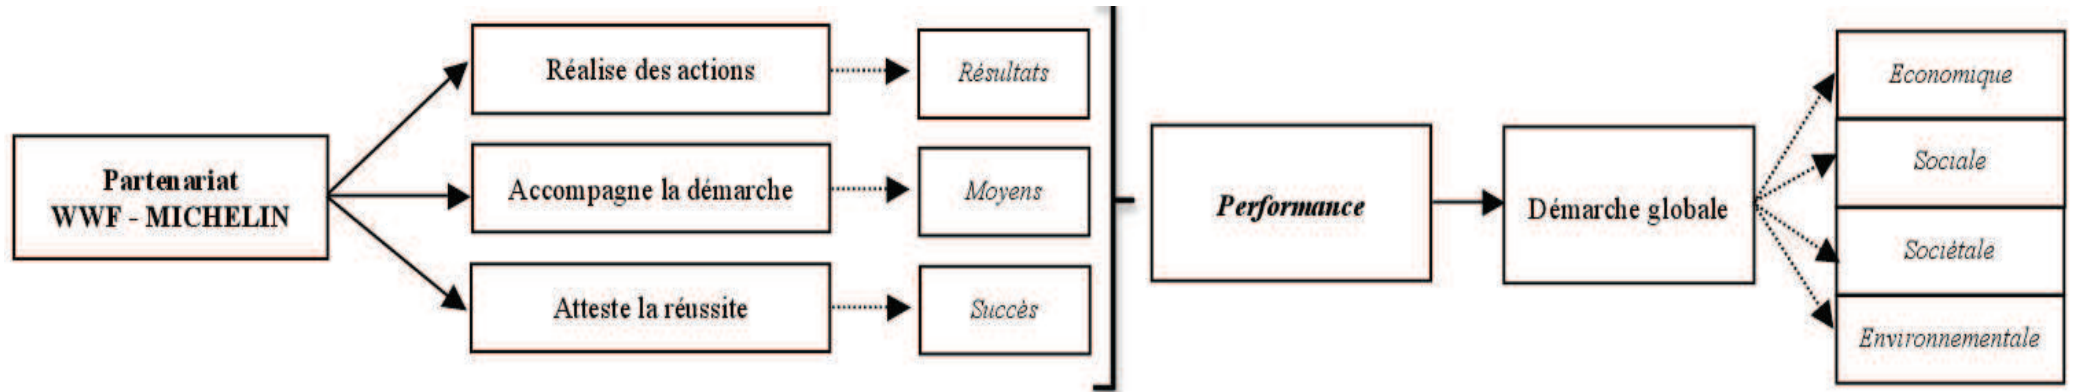 Partenariat
WWF - MICHELIN
Réalise des actions
Résultats
Accompagne la démarche
Moyens
Atteste la réussite
Succès
Performance
Démarche globale
Economique
Sociale
Sociétale
Environnementale